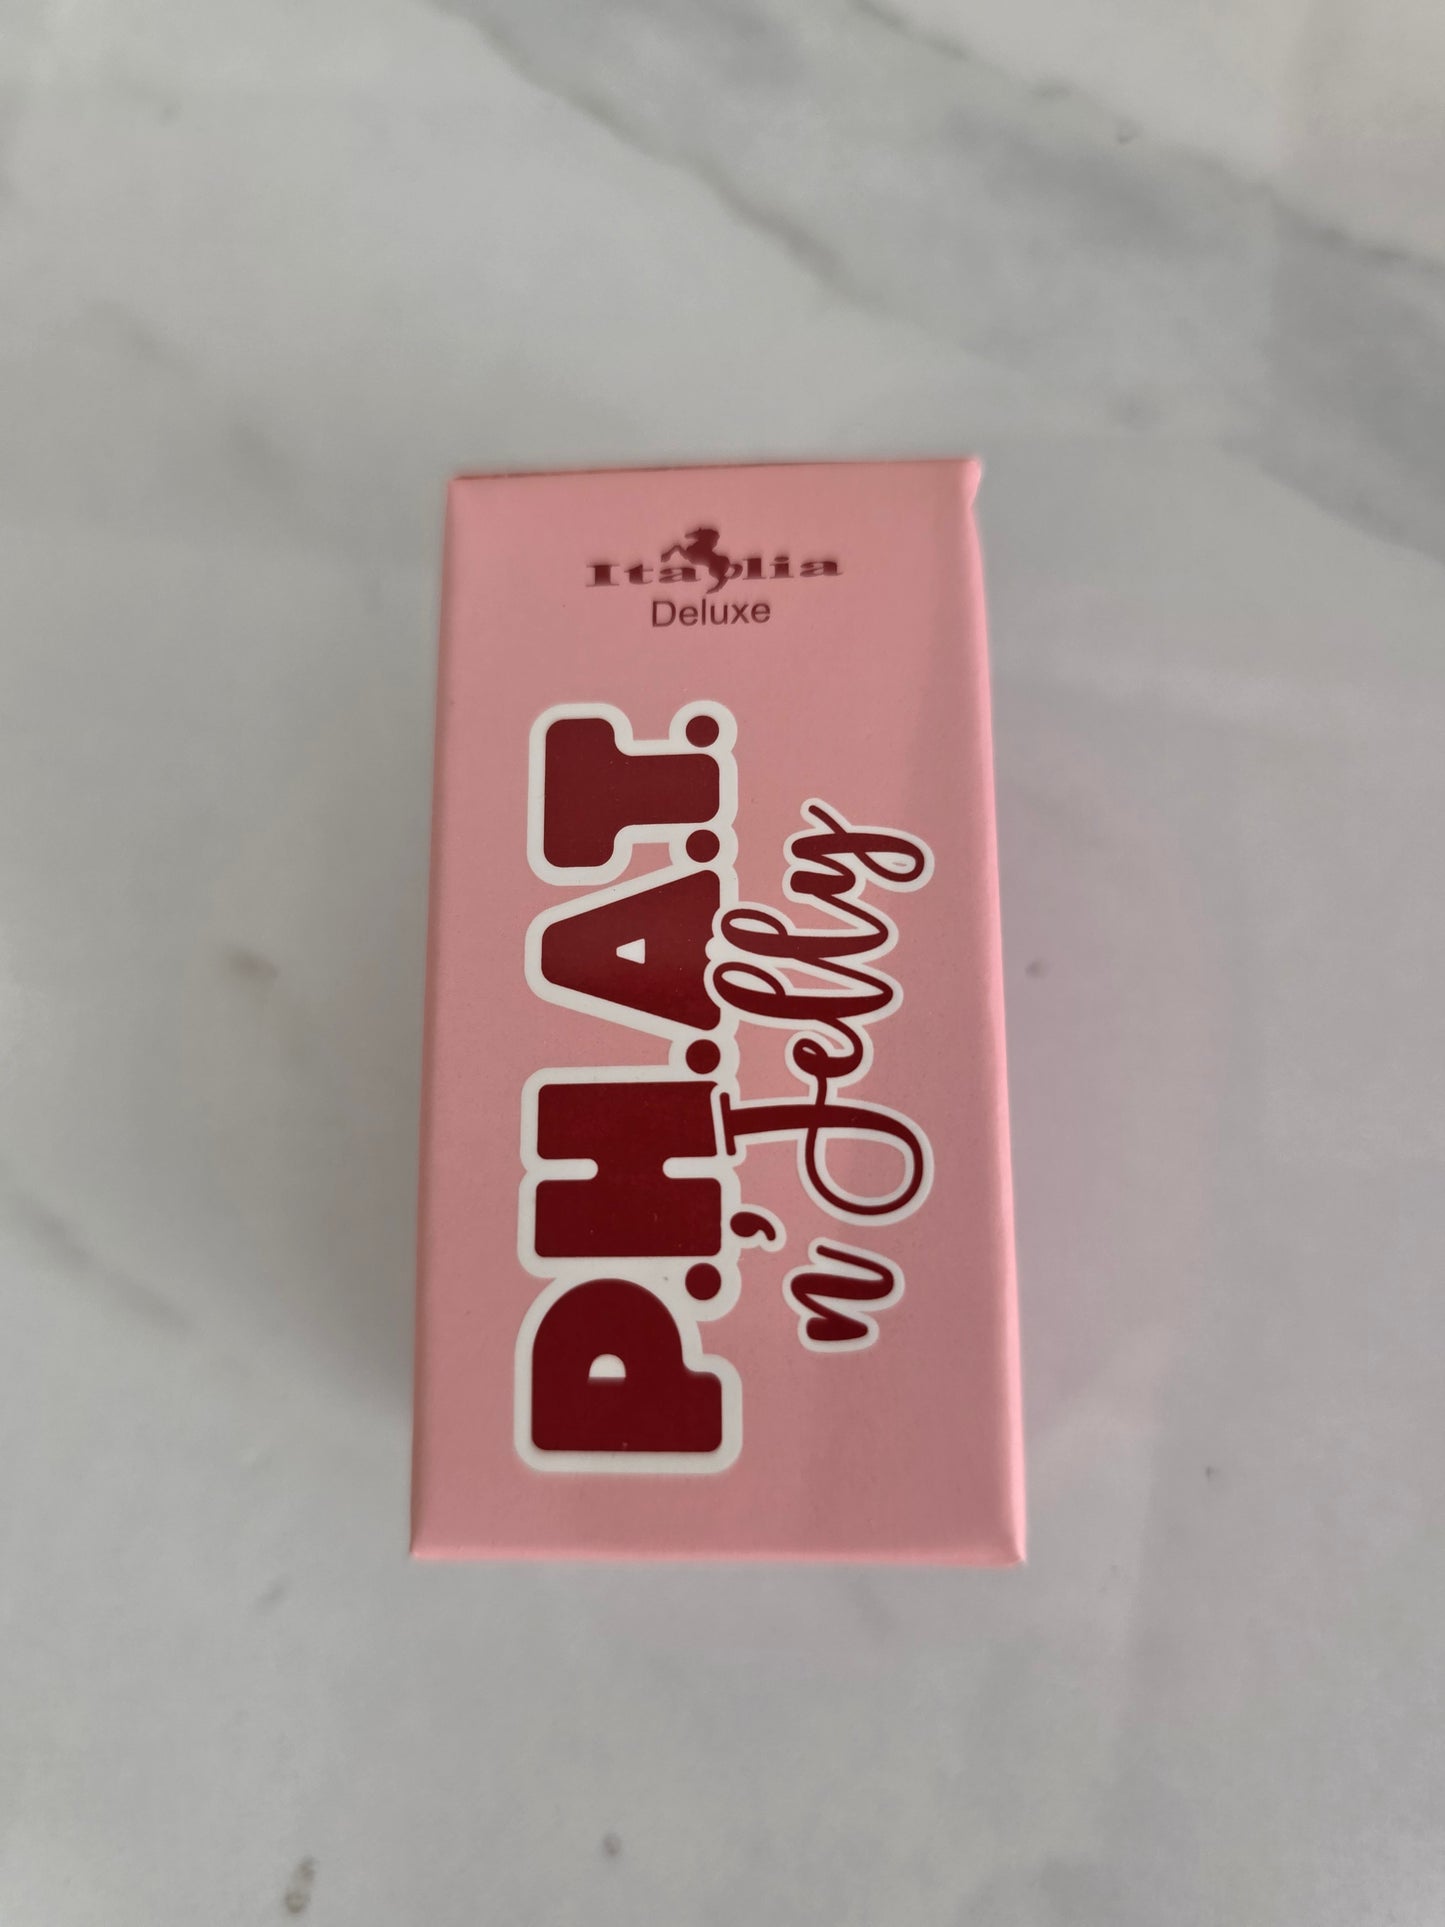 Italia
Deluxe
P.H.A.T.
'n Jelly